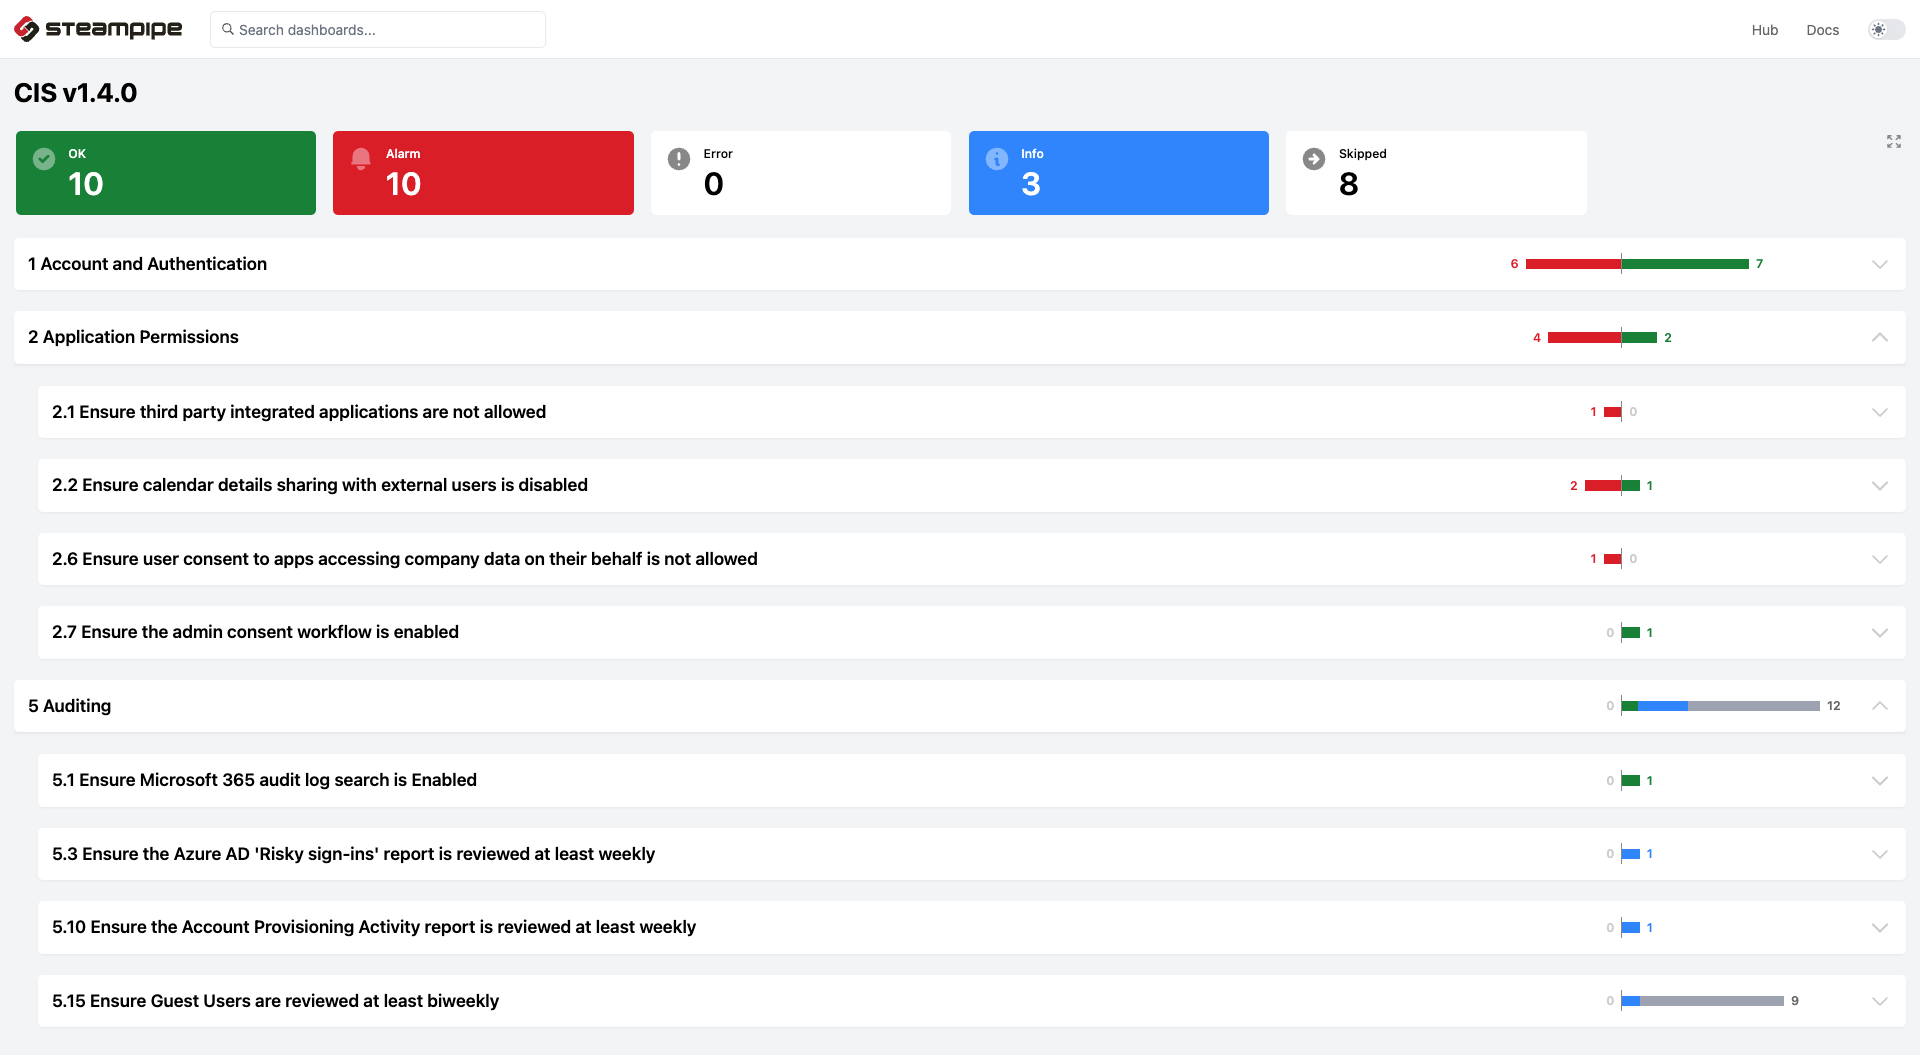 steampipe
Search dashboards...
Hub
Docs
CIS v1.4.0
OK
10
Alarm
10
Error
0
Info
3
Skipped
8
1 Account and Authentication
6
7
2 Application Permissions
4
2
2.1 Ensure third party integrated applications are not allowed
1
0
2.2 Ensure calendar details sharing with external users is disabled
2
1
2.6 Ensure user consent to apps accessing company data on their behalf is not allowed
1
0
2.7 Ensure the admin consent workflow is enabled
0
1
5 Auditing
0
12
5.1 Ensure Microsoft 365 audit log search is Enabled
0
1
5.3 Ensure the Azure AD 'Risky sign-ins' report is reviewed at least weekly
0
1
5.10 Ensure the Account Provisioning Activity report is reviewed at least weekly
0
1
5.15 Ensure Guest Users are reviewed at least biweekly
0
9